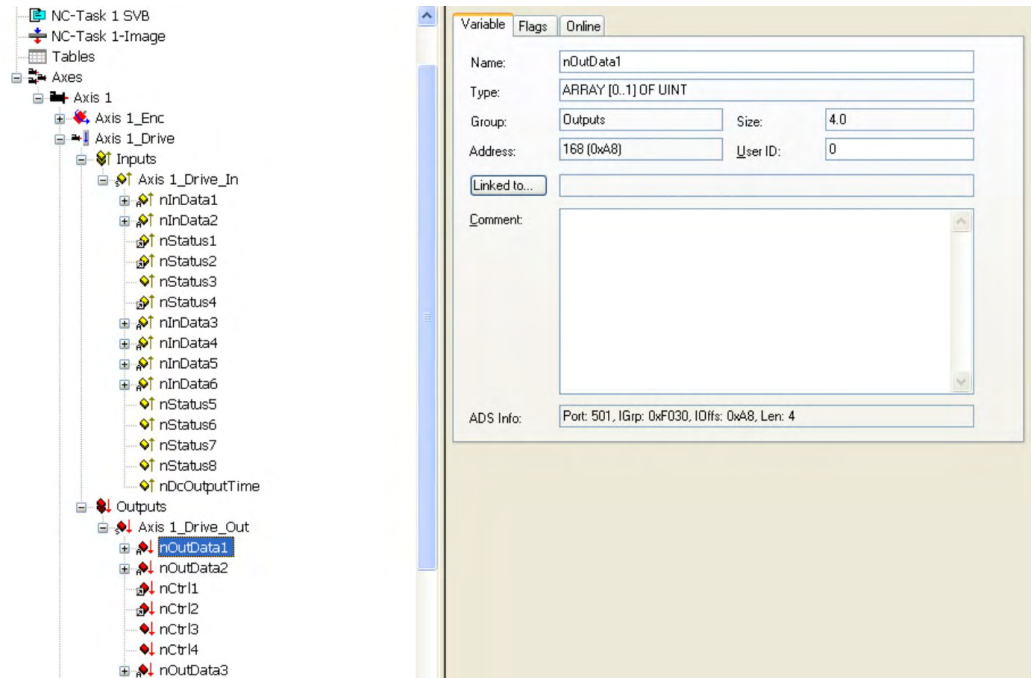 NC-Task 1 SVB
NC-Task 1-Image
Tables
Axes
Axis 1
Axis 1_Enc
Axis 1_Drive
Inputs
Axis 1_Drive_In
nInData1
nInData2
nStatus1
nStatus2
nStatus3
nStatus4
nInData3
nInData4
nInData5
nInData6
nStatus5
nStatus6
nStatus7
nStatus8
nDcOutputTime
Outputs
Axis 1_Drive_Out
nOutData1
nOutData2
nCtrl1
nCtrl2
nCtrl3
nCtrl4
nOutData3
Variable Flags Online
Name: nOutData1
Type: ARRAY [0..1] OF UINT
Group: Outputs Size: 4.0
Address: 168 (0xA8) User ID: 0
Linked to...
Comment:
ADS Info: Port: 501, IGrp: 0xF030, IOffs: 0xA8, Len: 4